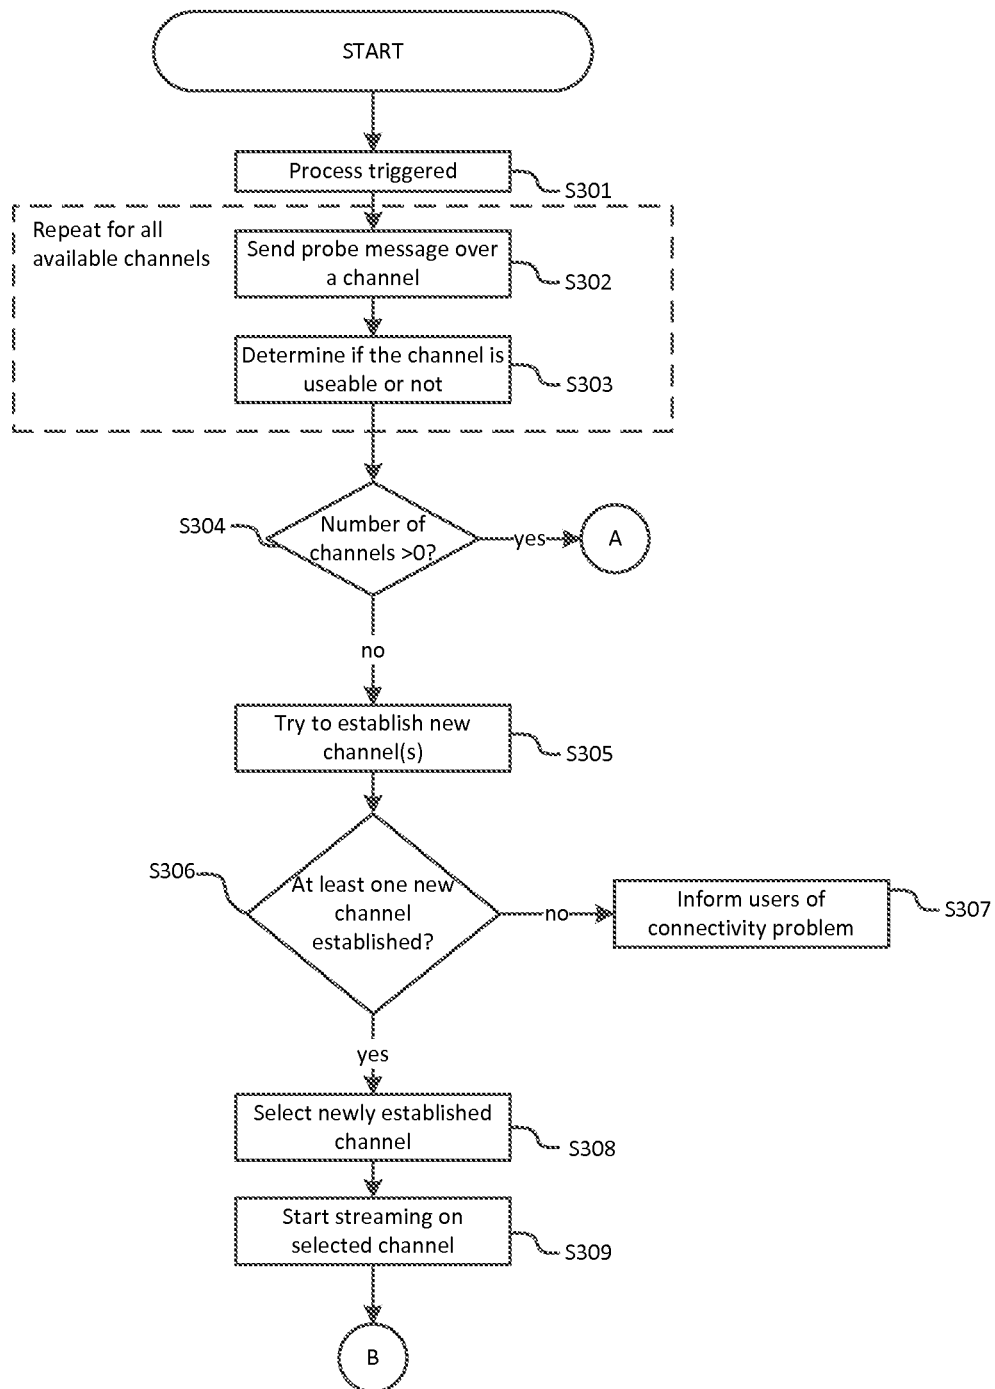 START
Process triggered
S301
Repeat for all
available channels
Send probe message over
a channel
S302
Determine if the channel is
useable or not
S303
S304
Number of
channels >0?
yes
A
no
Try to establish new
channel(s)
S305
S306
At least one new
channel
established?
no
Inform users of
connectivity problem
S307
yes
Select newly established
channel
S308
Start streaming on
selected channel
S309
B